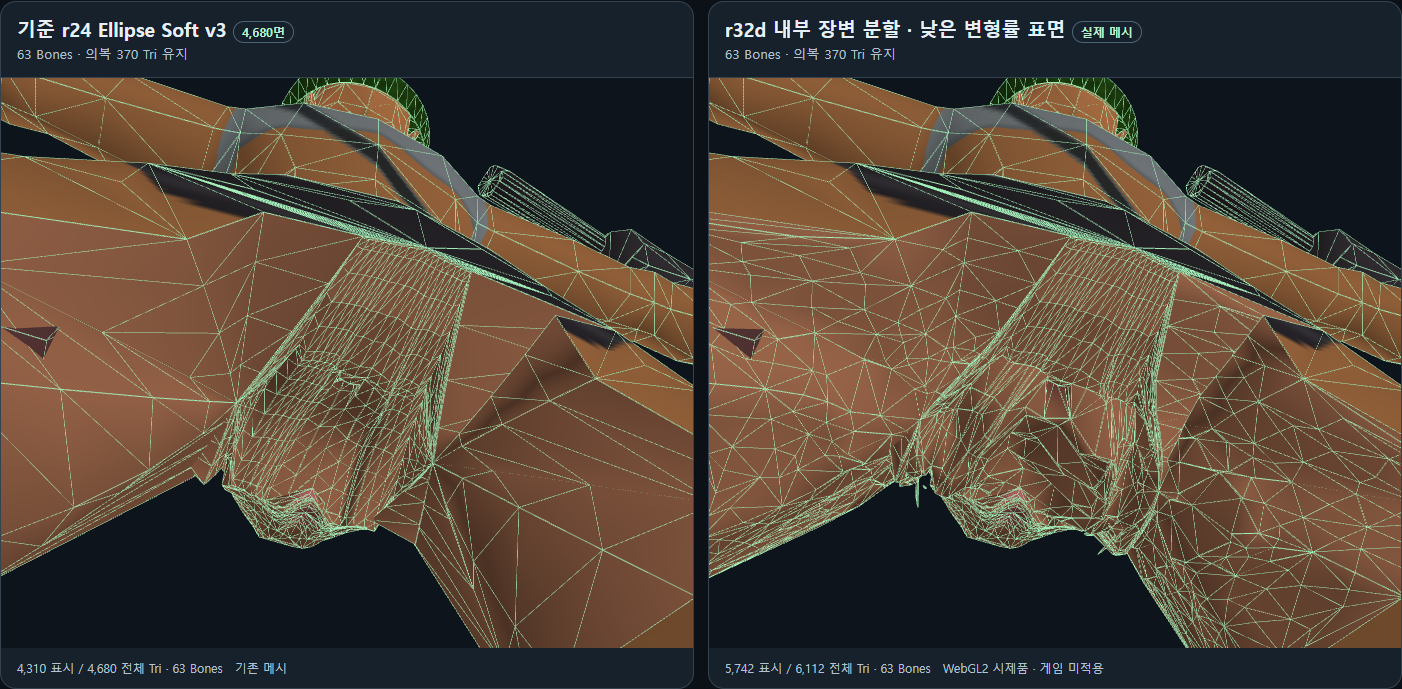 기준 r24 Ellipse Soft v3 4,680면
63 Bones · 의복 370 Tri 유지
4,310 표시 / 4,680 전체 Tri · 63 Bones 기존 메시
r32d 내부 장변 분할 · 낮은 변형률 표면 실제 메시
63 Bones · 의복 370 Tri 유지
5,742 표시 / 6,112 전체 Tri · 63 Bones WebGL2 시제품 · 게임 미적용